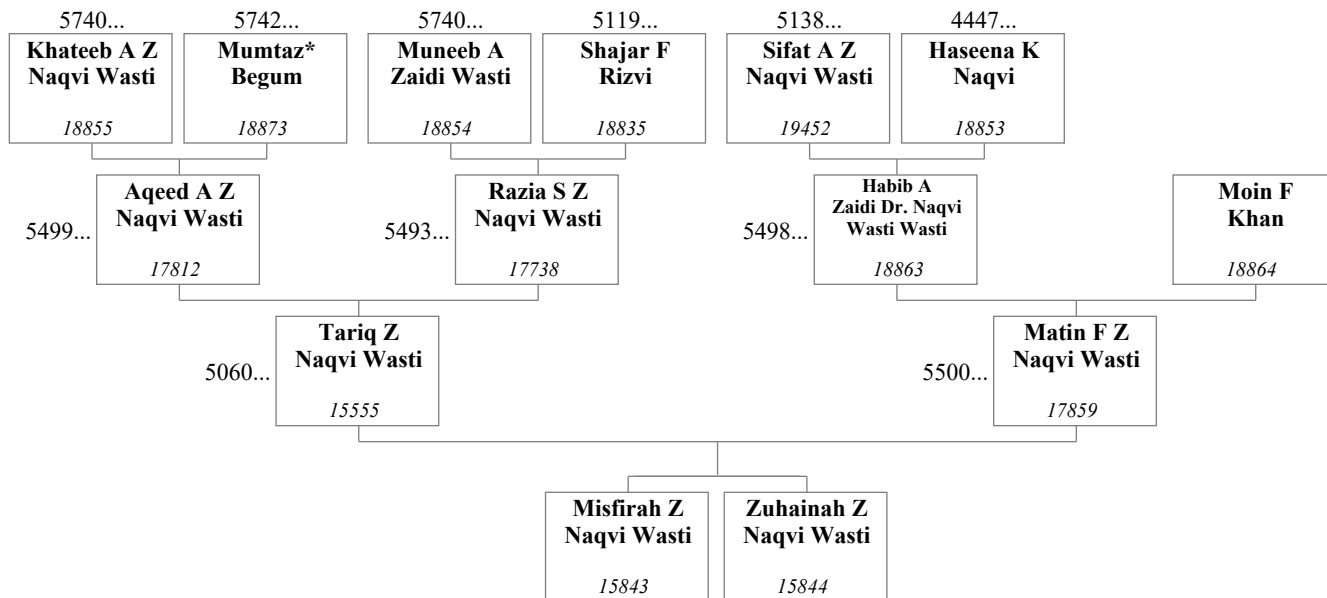 5740...
5742...
5740...
5119...
5138...
4447...
Khateeb A Z
Naqvi Wasti
18855
Mumtaz*
Begum
18873
Muneeb A
Zaidi Wasti
18854
Shajar F
Rizvi
18835
Sifat A Z
Naqvi Wasti
19452
Haseena K
Naqvi
18853
5499...
Aqeed A Z
Naqvi Wasti
17812
5493...
Razia S Z
Naqvi Wasti
17738
5498...
Habib A
Zaidi Dr. Naqvi
Wasti Wasti
18863
Moin F
Khan
18864
5060...
Tariq Z
Naqvi Wasti
15555
5500...
Matin F Z
Naqvi Wasti
17859
Misfirah Z
Naqvi Wasti
15843
Zuhainah Z
Naqvi Wasti
15844